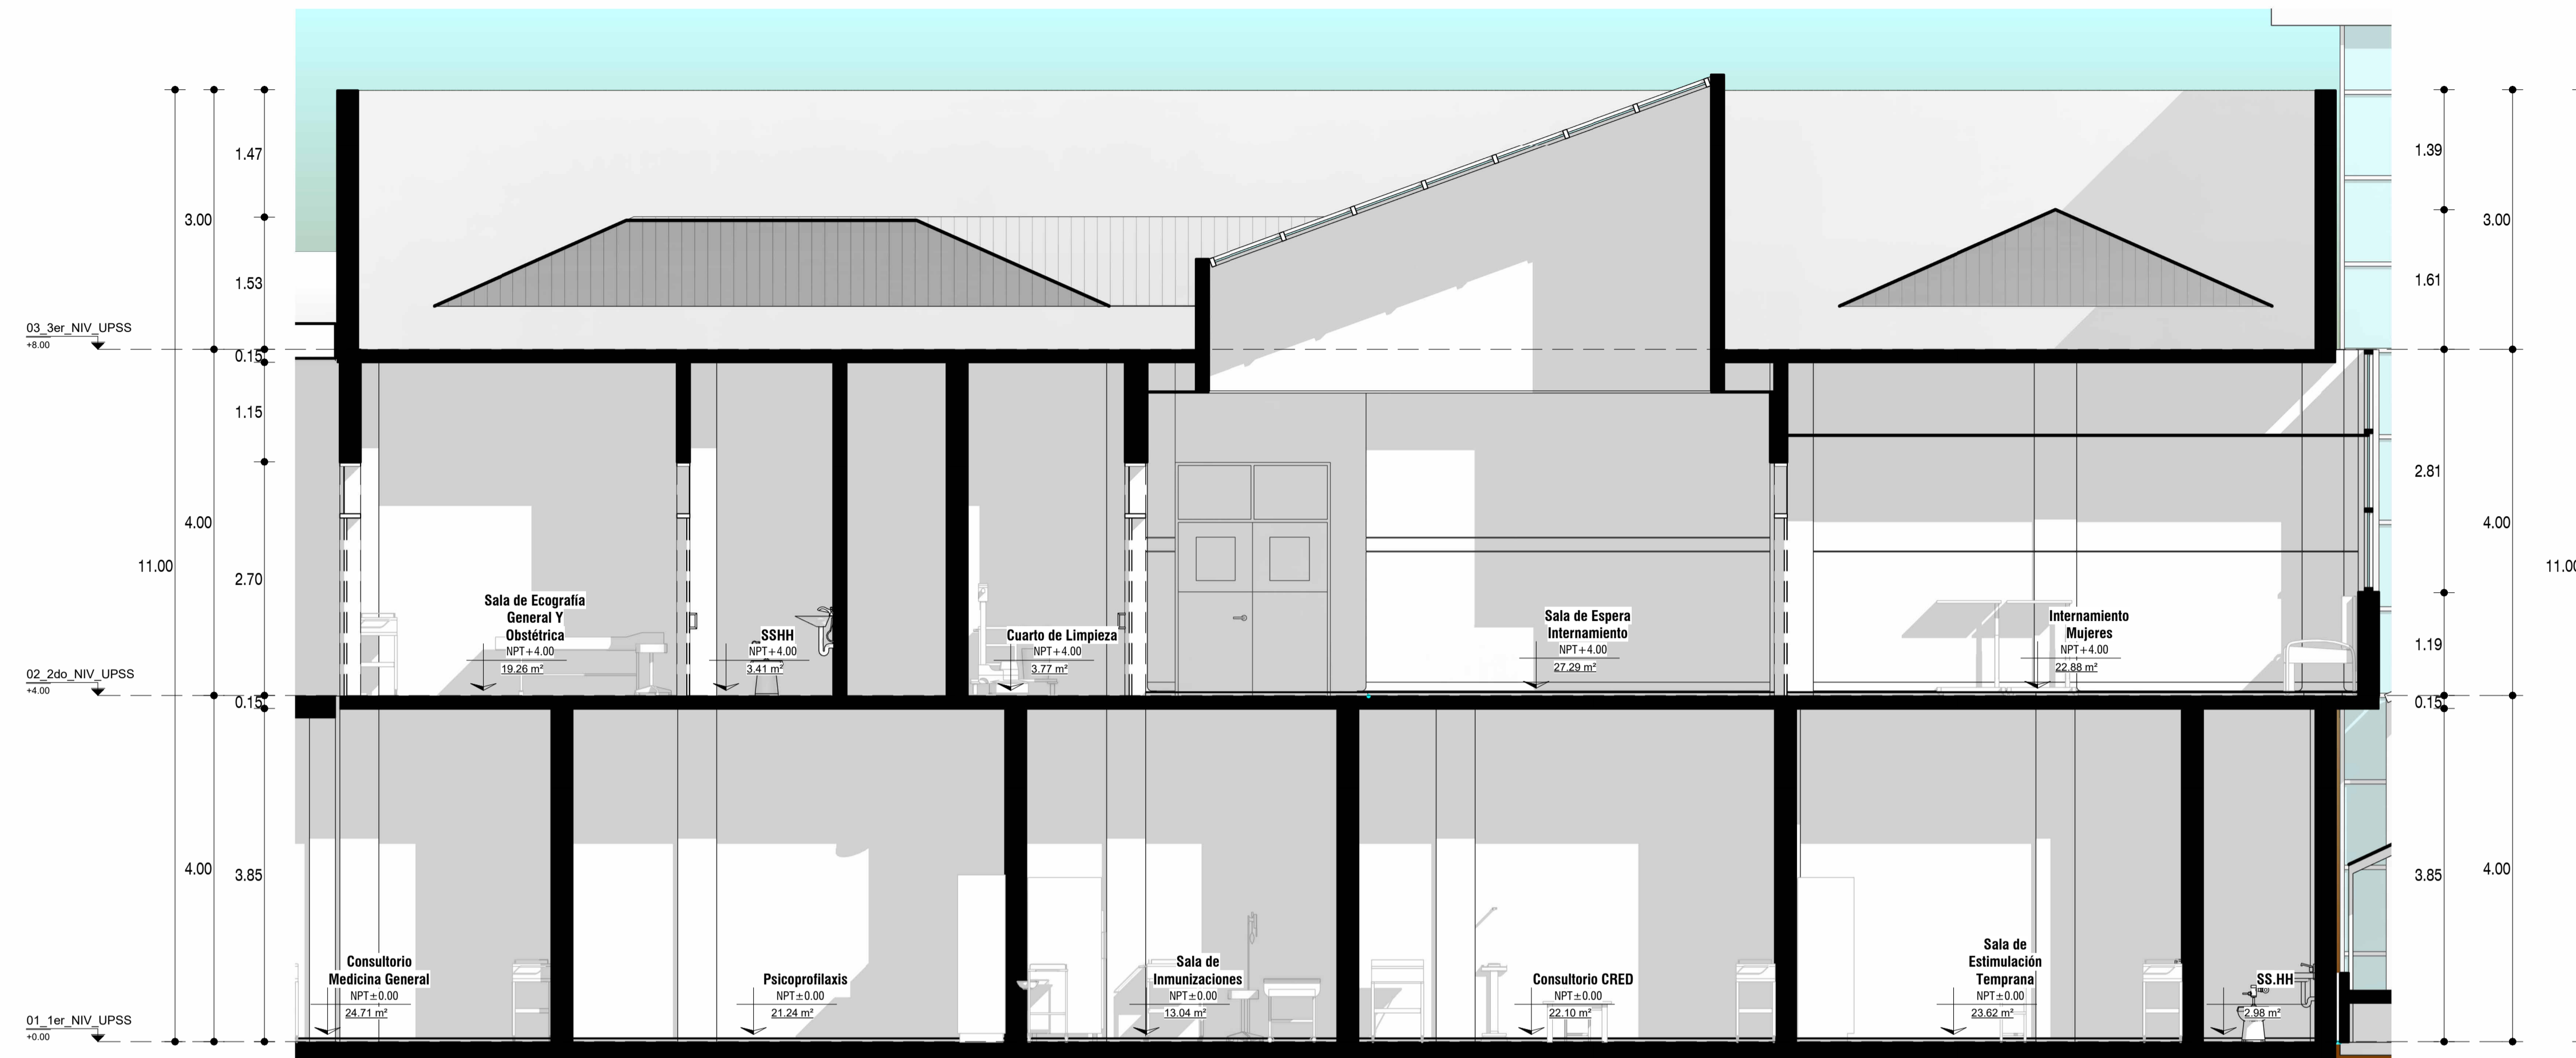 1.47
1.39
3.00
3.00
1.53
1.61
03_3er_NIV_UPSS
+8.00
0.15
1.15
2.81
4.00
4.00
11.00
11.00
2.70
Sala de Ecografía
General Y
Obstétrica
NPT+4.00
19.26 m²
SSHH
NPT+4.00
3.41 m²
Cuarto de Limpieza
NPT+4.00
3.77 m²
Sala de Espera
Internamiento
NPT+4.00
27.29 m²
Internamiento
Mujeres
NPT+4.00
22.88 m²
1.19
02_2do_NIV_UPSS
+4.00
0.15
0.15
4.00
3.85
3.85
4.00
Consultorio
Medicina General
NPT±0.00
24.71 m²
Psicoprofilaxis
NPT±0.00
21.24 m²
Sala de
Inmunizaciones
NPT±0.00
13.04 m²
Consultorio CRED
NPT±0.00
22.10 m²
Sala de
Estimulación
Temprana
NPT±0.00
23.62 m²
SS.HH
NPT±0.00
2.98 m²
01_1er_NIV_UPSS
+0.00